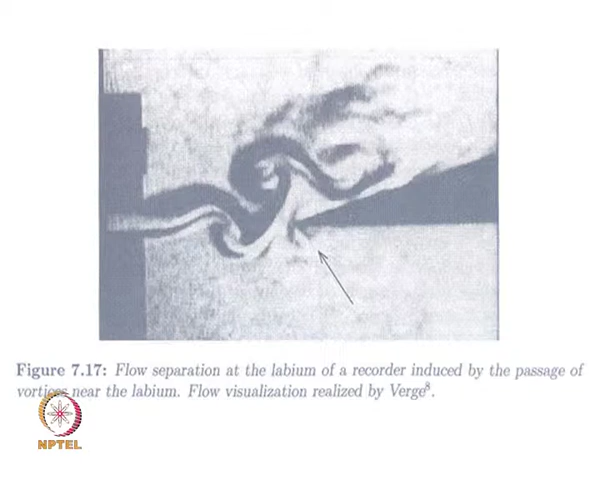 Figure 7.17: Flow separation at the labium of a recorder induced by the passage of
vortices near the labium. Flow visualization realized by Verge⁸.
NPTEL